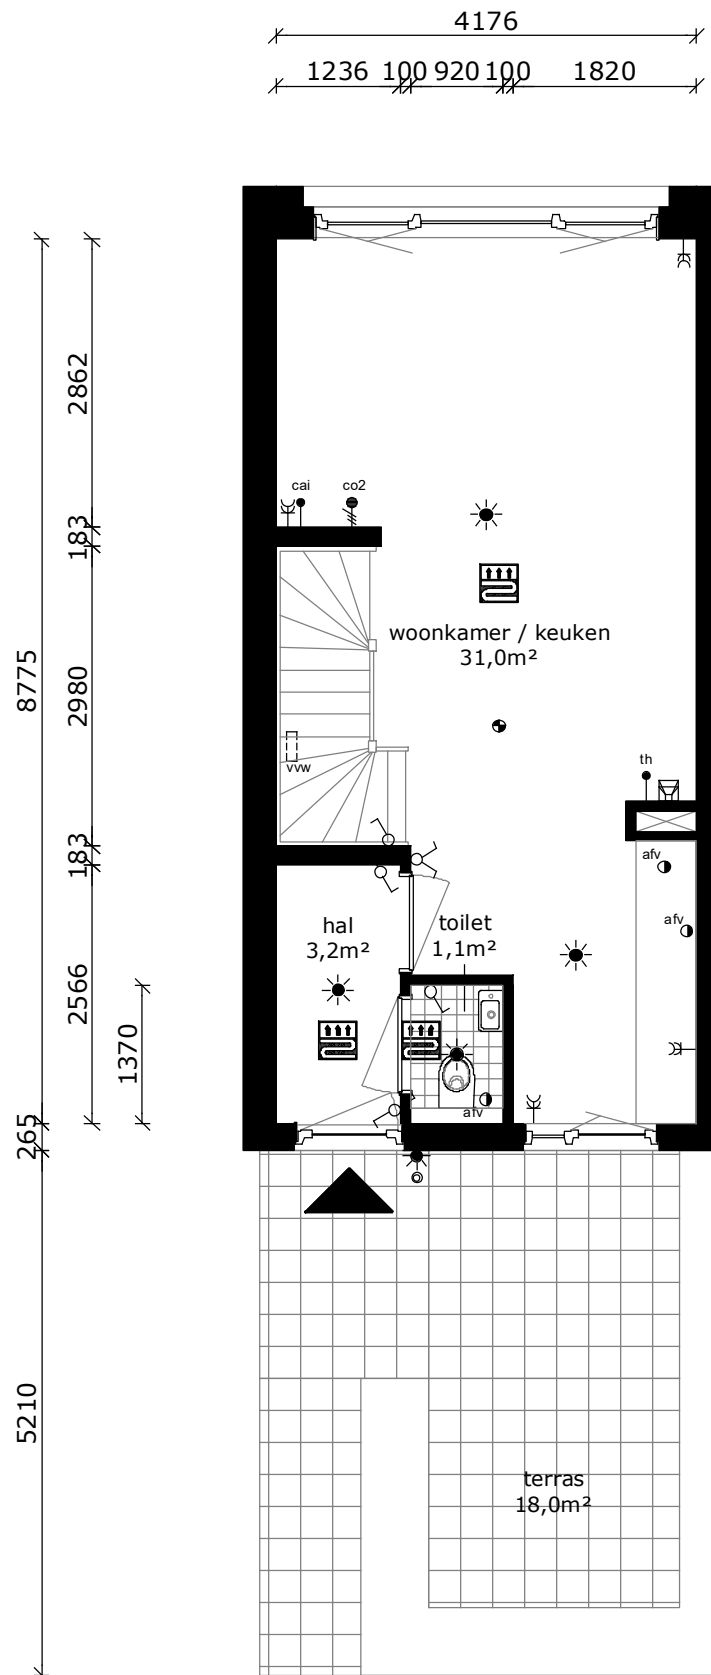 4176
1236 100 920 100 1820
2862
cai co2
183
woonkamer / keuken
31,0m²
8775
2980
vvw
th
183
afv
afv
hal
3,2m²
toilet
1,1m²
2566
1370
afv
265
5210
terras
18,0m²